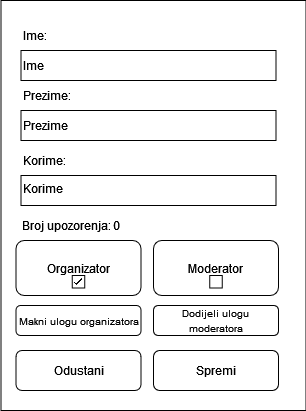 Ime:
Ime
Prezime:
Prezime
Korime:
Korime
Broj upozorenja: 0
Organizator
Moderator
Makni ulogu organizatora
Dodijeli ulogu
moderatora
Odustani
Spremi